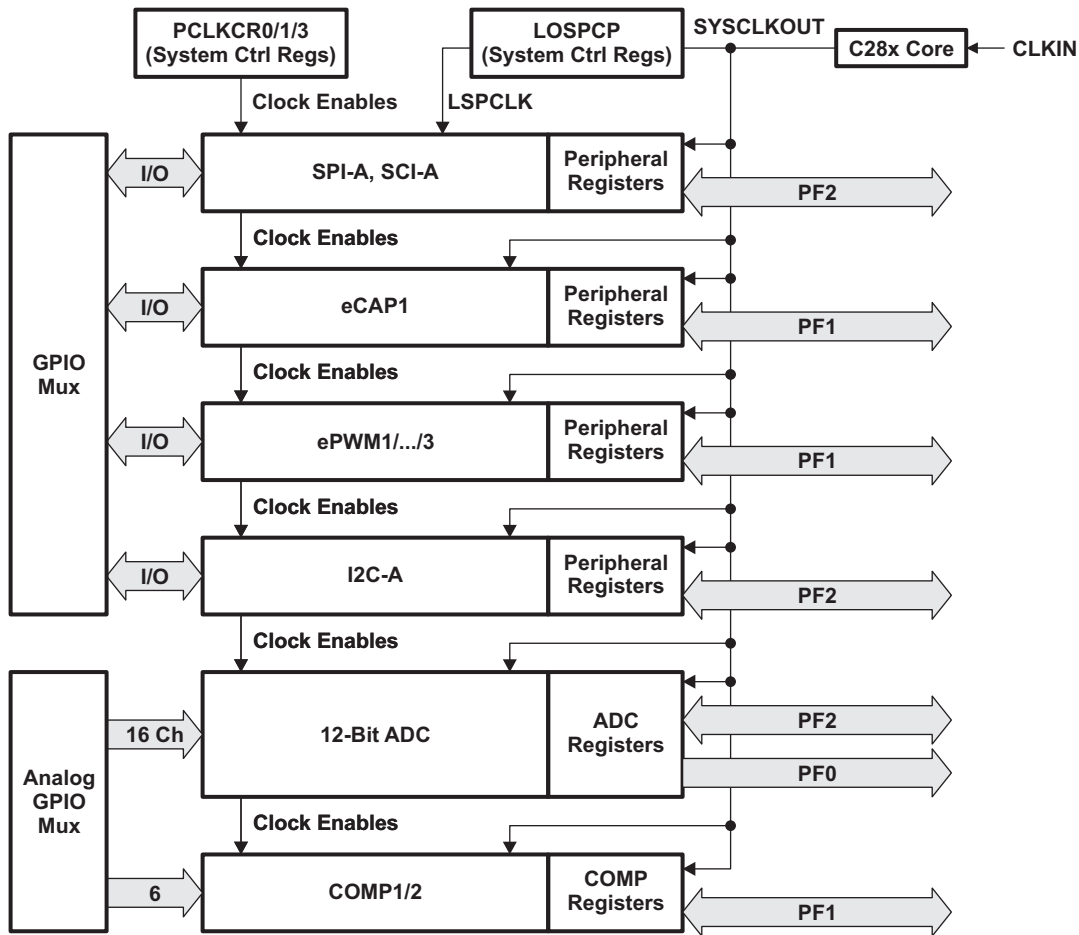 PCLKCR0/1/3
(System Ctrl Regs)
LOSPCP
(System Ctrl Regs)
SYSCLKOUT
C28x Core
CLKIN
Clock Enables
LSPCLK
I/O
SPI-A, SCI-A
Peripheral
Registers
PF2
Clock Enables
I/O
eCAP1
Peripheral
Registers
PF1
Clock Enables
GPIO
Mux
I/O
ePWM1/.../3
Peripheral
Registers
PF1
Clock Enables
I/O
I2C-A
Peripheral
Registers
PF2
Clock Enables
16 Ch
12-Bit ADC
ADC
Registers
PF2
PF0
Analog
GPIO
Mux
Clock Enables
6
COMP1/2
COMP
Registers
PF1